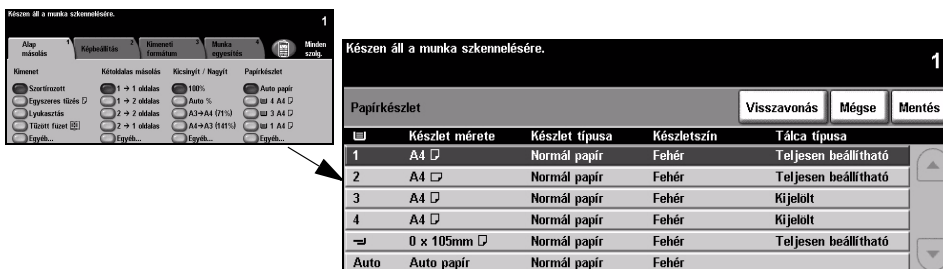 Készen áll a munka szkennelésére.
1
Alap másolás 1
Képbeállítás 2
Kimeneti formátum 3
Munka egyesítés 4
Minden szolg.
Kimenet Kétoldalas másolás Kicsinyít / Nagyít Papírkészlet
Szortírozott 1 → 1 oldalas 100% Auto papír
Egyszeres tűzés 1 → 2 oldalas Auto % 4 A4
Lyukasztás 2 → 2 oldalas A3→A4 (71%) 3 A4
Tűzött füzet 2 → 1 oldalas A4→A3 (141%) 1 A4
Egyéb... Egyéb... Egyéb... Egyéb...
Készen áll a munka szkennelésére.
1
Papírkészlet Visszavonás Mégse Mentés
Készlet mérete Készlet típusa Készletszín Tálca típusa
1 A4 Normál papír Fehér Teljesen beállítható
2 A4 Normál papír Fehér Teljesen beállítható
3 A4 Normál papír Fehér Kijelölt
4 A4 Normál papír Fehér Kijelölt
0 x 105mm Normál papír Fehér Teljesen beállítható
Auto Auto papír Normál papír Fehér